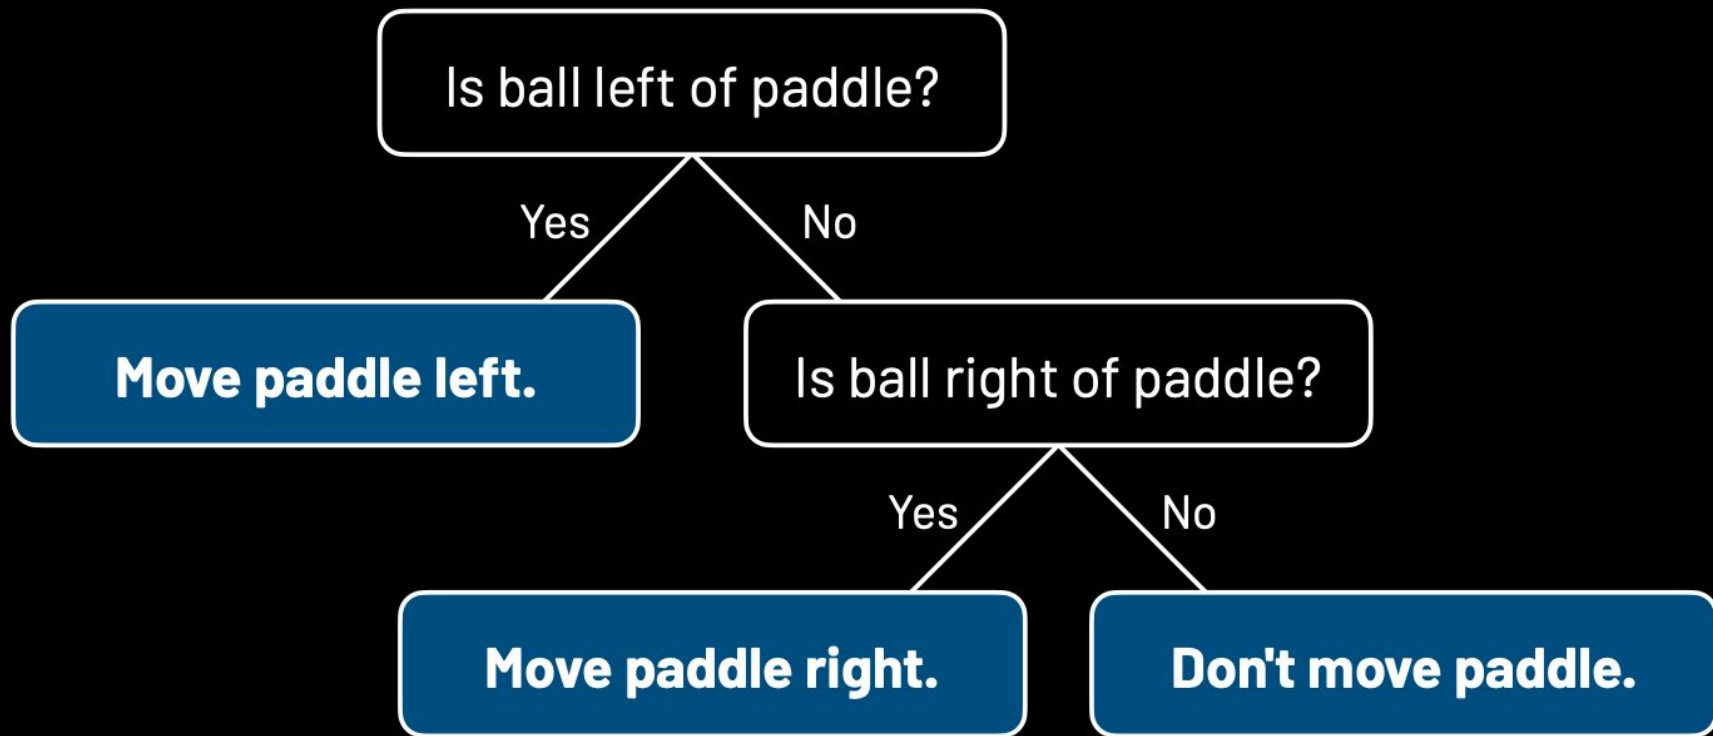 Is ball left of paddle?
Yes
No
Move paddle left.
Is ball right of paddle?
Yes
No
Move paddle right.
Don't move paddle.